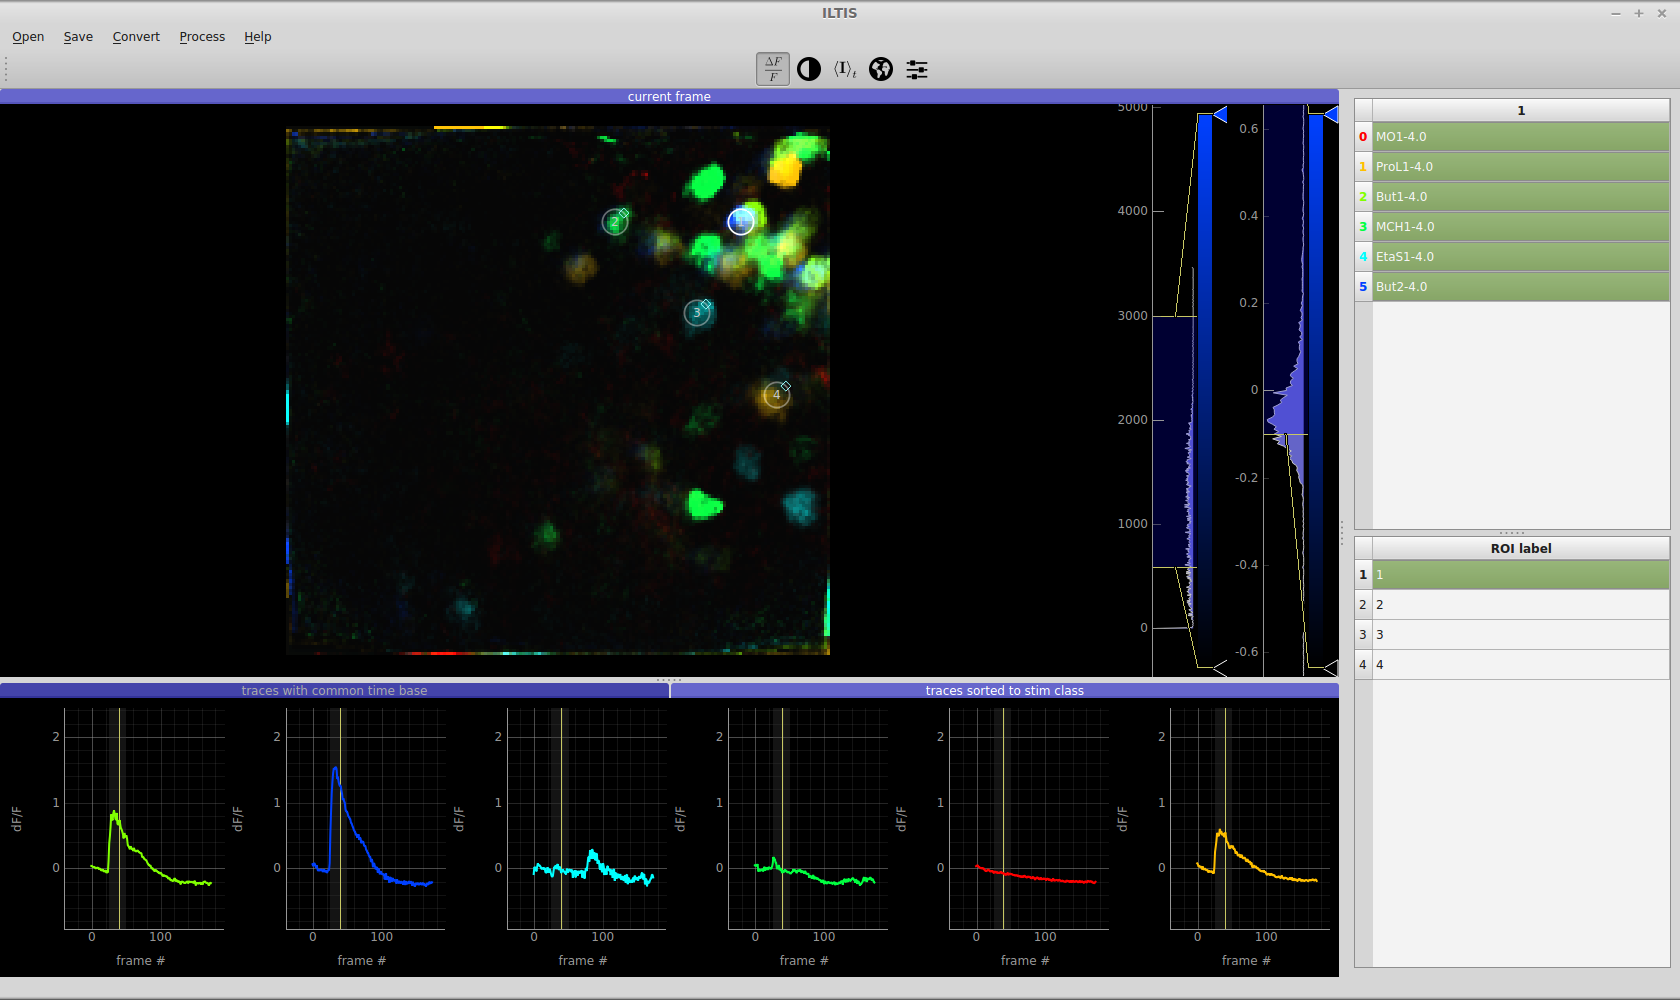 ILTIS
Open Save Convert Process Help
ΔF
F
⟨I⟩t
current frame
5000
4000
3000
2000
1000
0
0.6
0.4
0.2
0
-0.2
-0.4
-0.6
2
1
3
4
1
0 MO1-4.0
1 ProL1-4.0
2 But1-4.0
3 MCH1-4.0
4 EtaS1-4.0
5 But2-4.0
ROI label
1 1
2 2
3 3
4 4
traces with common time base
traces sorted to stim class
dF/F
2
1
0
0 100
frame #
dF/F
2
1
0
0 100
frame #
dF/F
2
1
0
0 100
frame #
dF/F
2
1
0
0 100
frame #
dF/F
2
1
0
0 100
frame #
dF/F
2
1
0
0 100
frame #